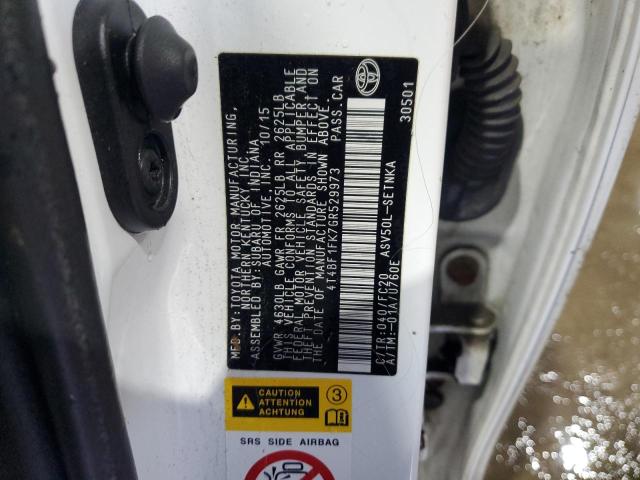 MFD.BY:TOYOTA MOTOR MANUFACTURING,
NORTHERN KENTUCKY INC.
ASSEMBLED BY:SUBARU OF INDIANA
AUTOMOTIVE INC. 10/15
GVWR 4630LB GAWR FR 2625LB RR 2625LB
THIS VEHICLE CONFORMS TO ALL APPLICABLE
FEDERAL MOTOR VEHICLE SAFETY, BUMPER, AND
THEFT PREVENTION STANDARDS IN EFFECT ON
THE DATE OF MANUFACTURE SHOWN ABOVE.
4T4BF1FK7GR529973 PASS.CAR
C/TR:040/FC20 ASV50L-SETNKA
A/TM:-01A/U760E 30501
TOYOTA
CAUTION
ATTENTION
ACHTUNG
3
SRS SIDE AIRBAG